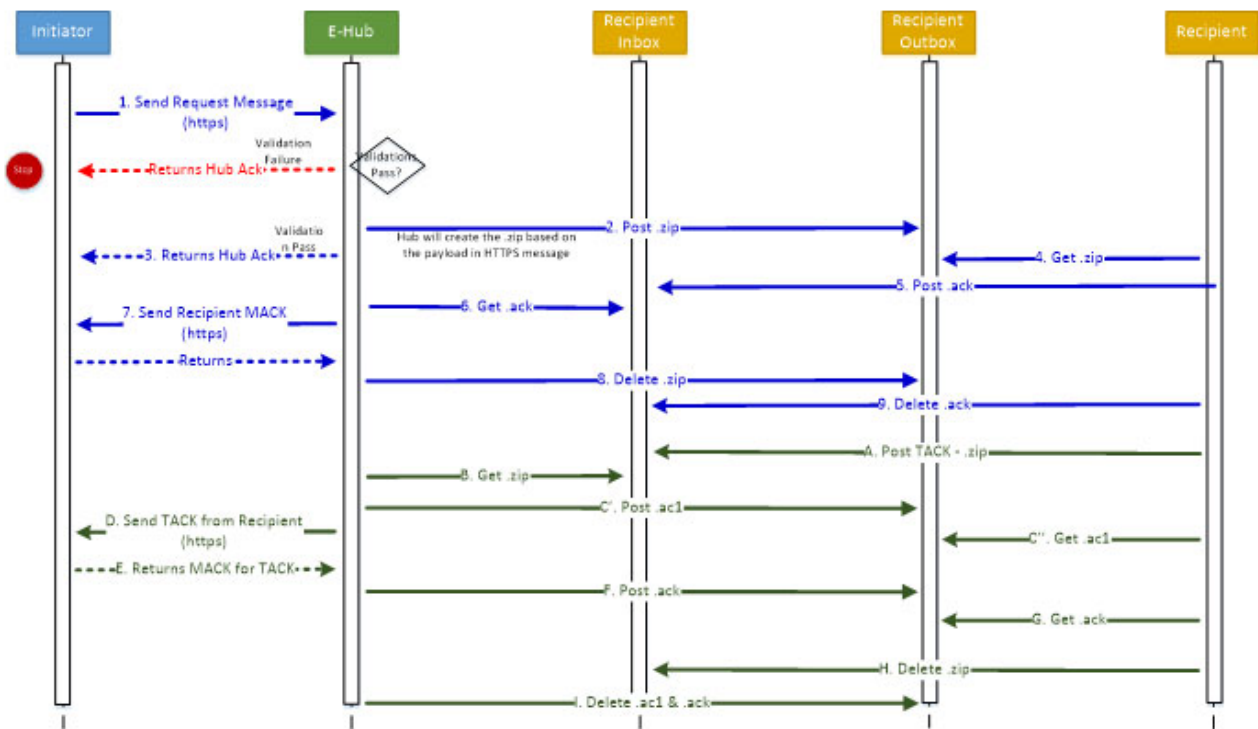 Initiator
E-Hub
Recipient
Inbox
Recipient
Outbox
Recipient
1. Send Request Message
(https)
Validation
Failure
Stop
Returns Hub Ack
Validations
Pass?
2. Post .zip
Validatio
n Pass
3. Returns Hub Ack
Hub will create the .zip based on
the payload in HTTPS message
4. Get .zip
5. Post .ack
6. Get .ack
7. Send Recipient MACK
(https)
Returns
8. Delete .zip
9. Delete .ack
A. Post TACK - .zip
B. Get .zip
C'. Post .ac1
D. Send TACK from Recipient
(https)
C''. Get .ac1
E. Returns MACK for TACK
F. Post .ack
G. Get .ack
H. Delete .zip
I. Delete .ac1 & .ack